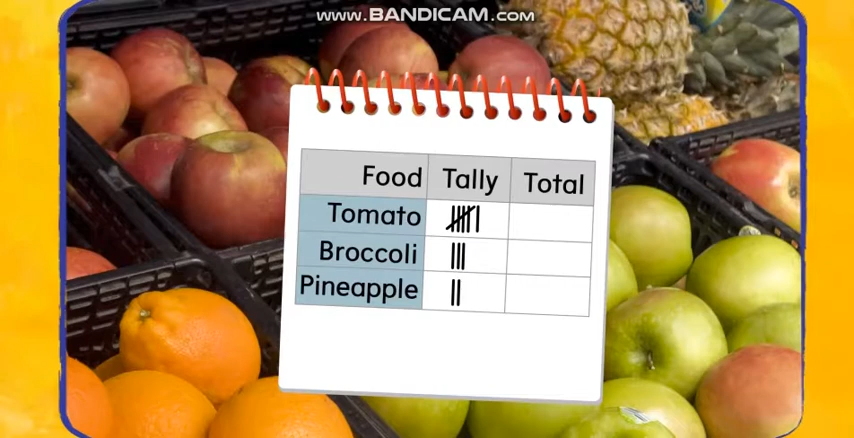 www.BANDICAM.com
Food Tally Total
Tomato
Broccoli
Pineapple